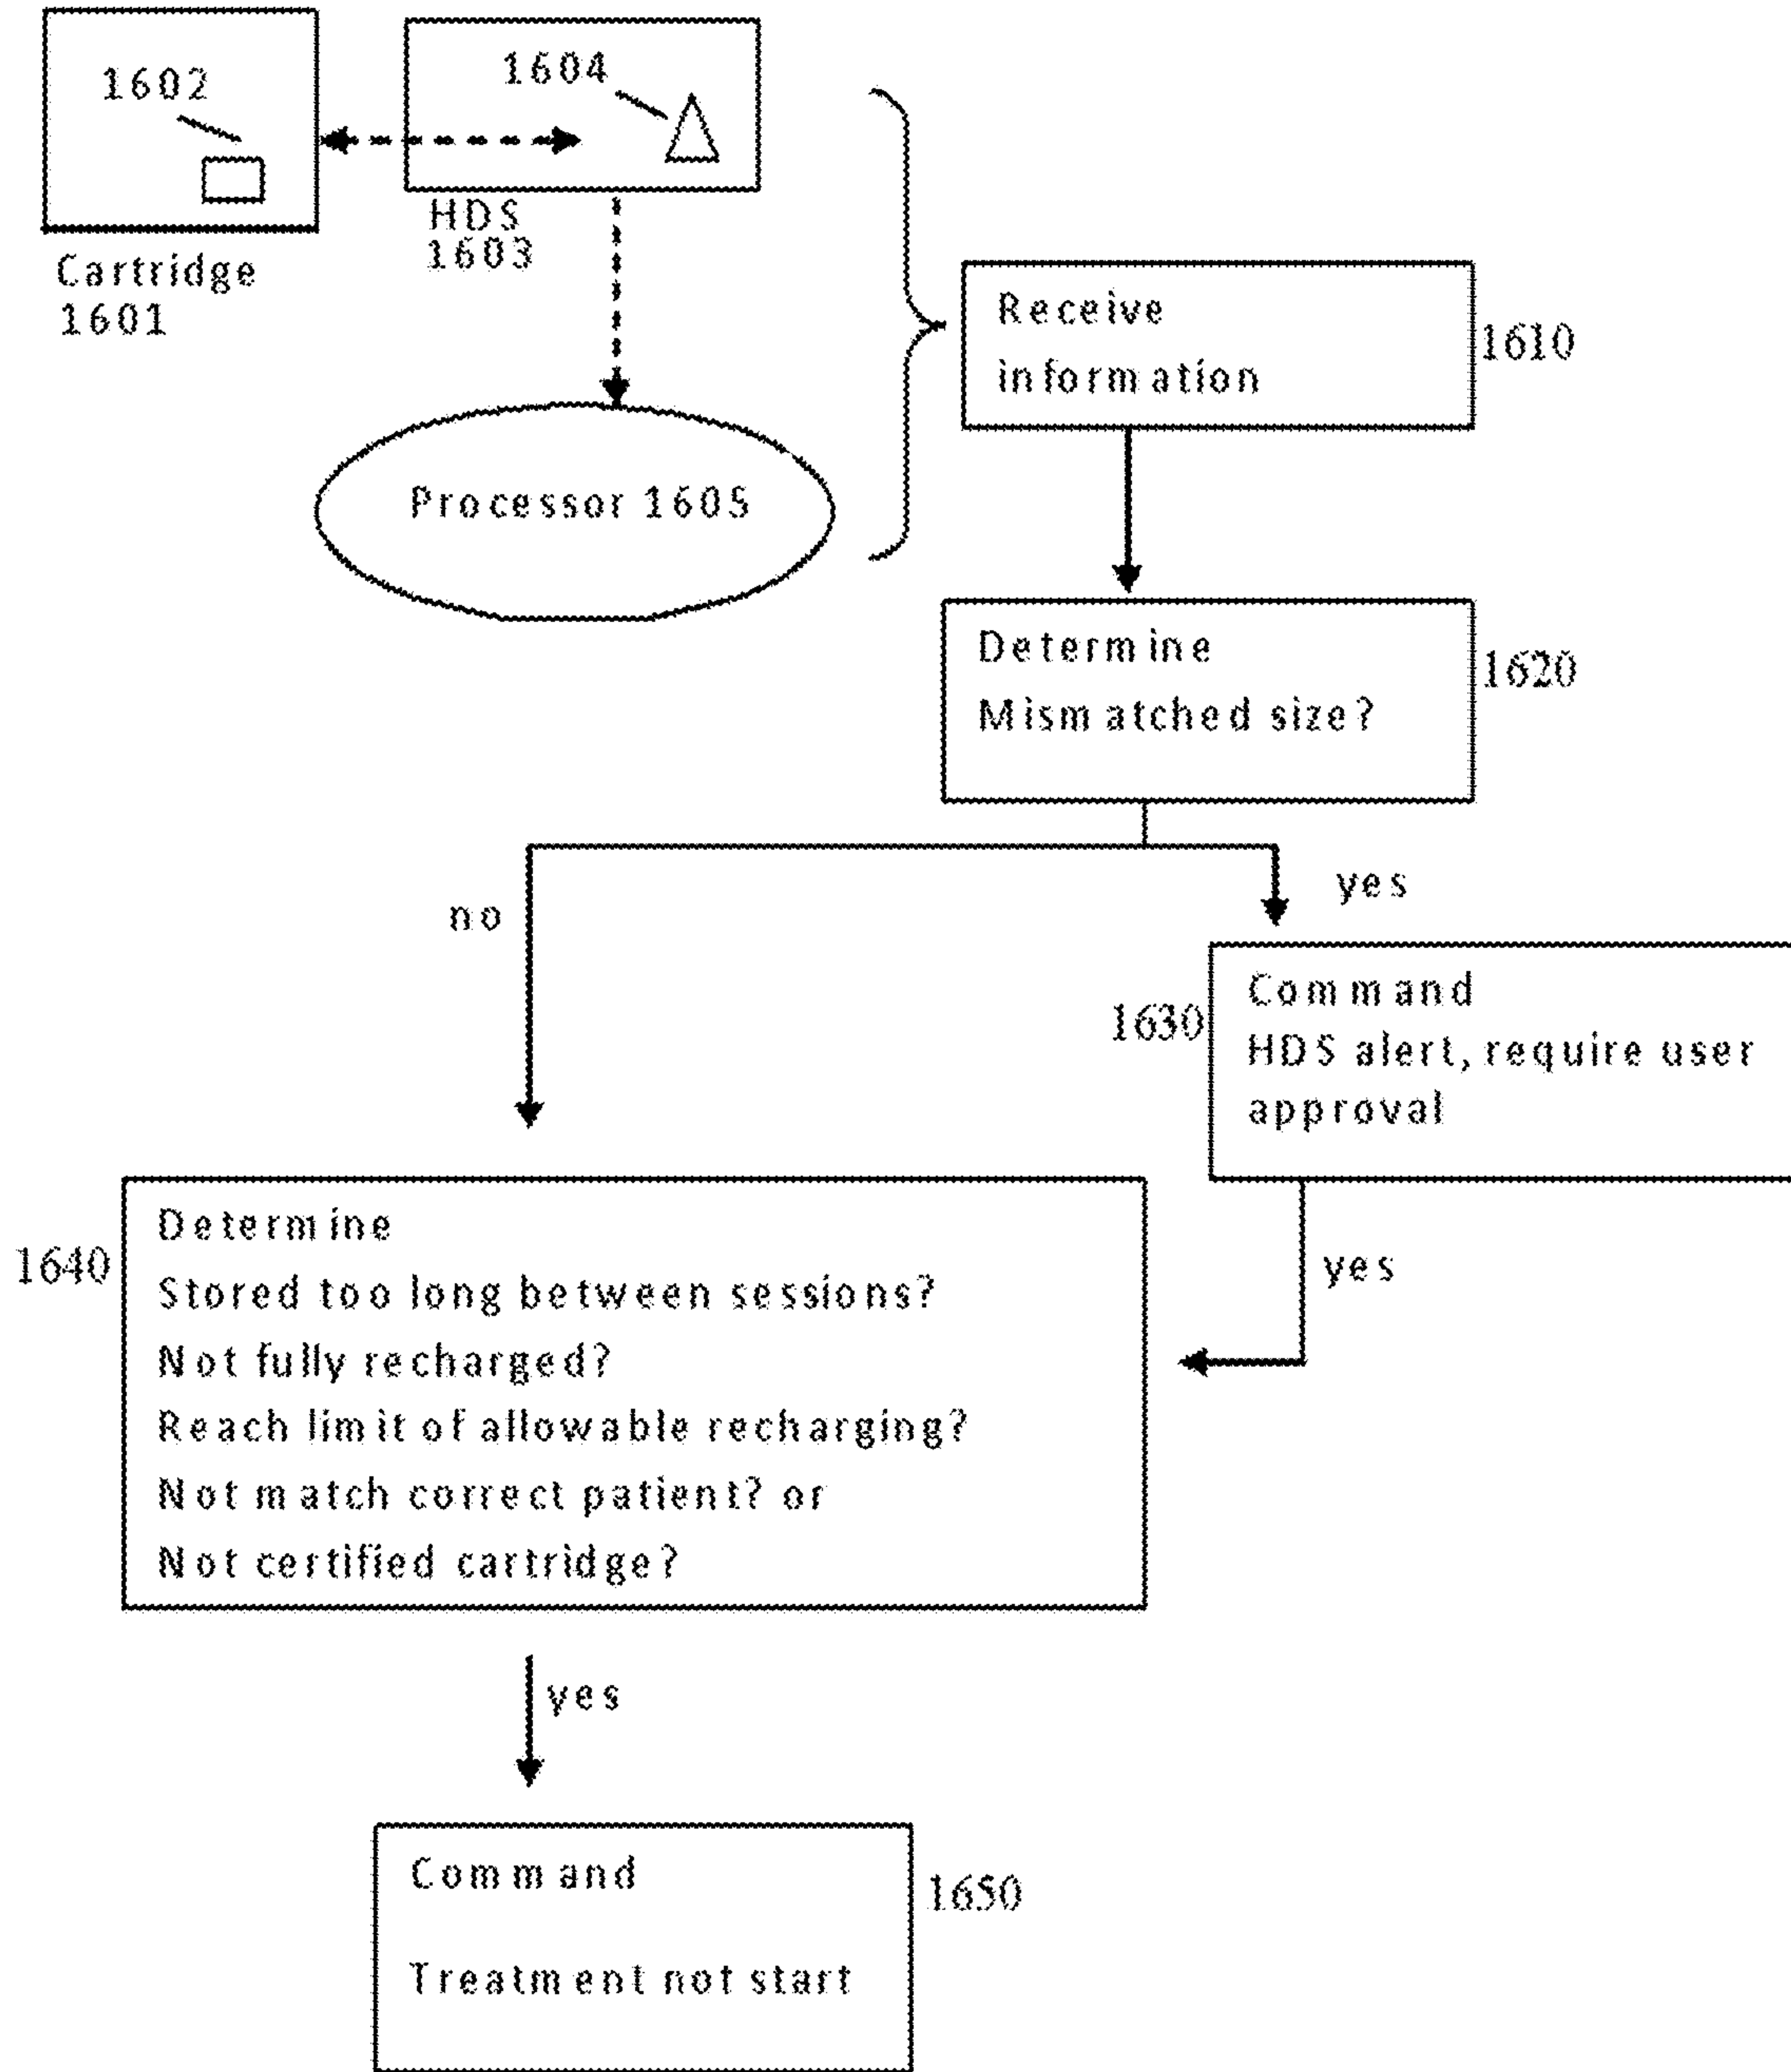 1602
1604
HDS
1603
Cartridge
1601
Receive
information
1610
Processor 1605
Determine
Mismatched size?
1620
no
yes
Command
HDS alert, require user
approval
1630
yes
1640
Determine
Stored too long between sessions?
Not fully recharged?
Reach limit of allowable recharging?
Not match correct patient? or
Not certified cartridge?
yes
Command
Treatment not start
1650